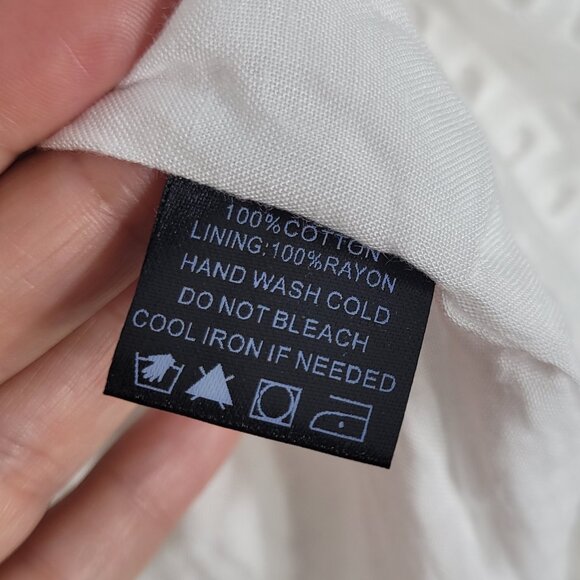 100%COTTON
LINING:100%RAYON
HAND WASH COLD
DO NOT BLEACH
COOL IRON IF NEEDED